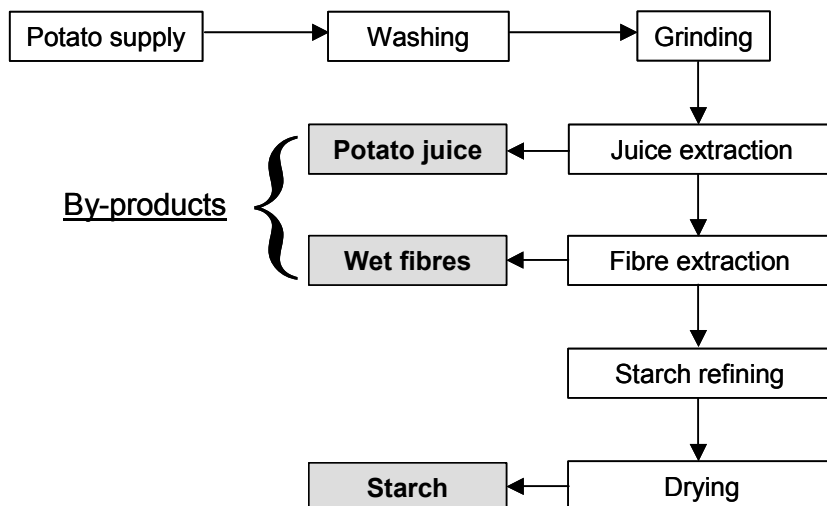 Potato supply
Washing
Grinding
Potato juice
Juice extraction
By-products
Wet fibres
Fibre extraction
Starch refining
Starch
Drying